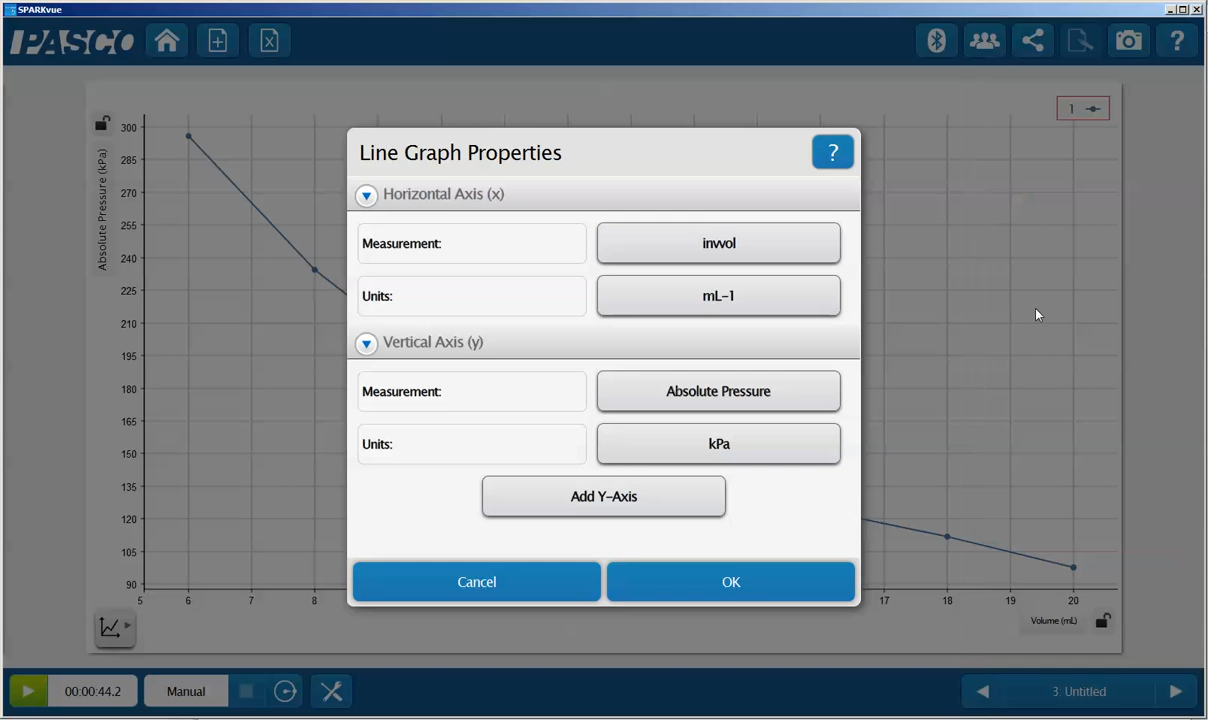 SPARKvue
PASCO
?
1
300
285
270
255
240
225
210
195
180
165
150
135
120
105
90
Absolute Pressure (kPa)
5
6
7
8
17
18
19
20
Volume (mL)
Line Graph Properties
?
Horizontal Axis (x)
Measurement:
invvol
Units:
mL-1
Vertical Axis (y)
Measurement:
Absolute Pressure
Units:
kPa
Add Y-Axis
Cancel
OK
00:00:44.2
Manual
3: Untitled